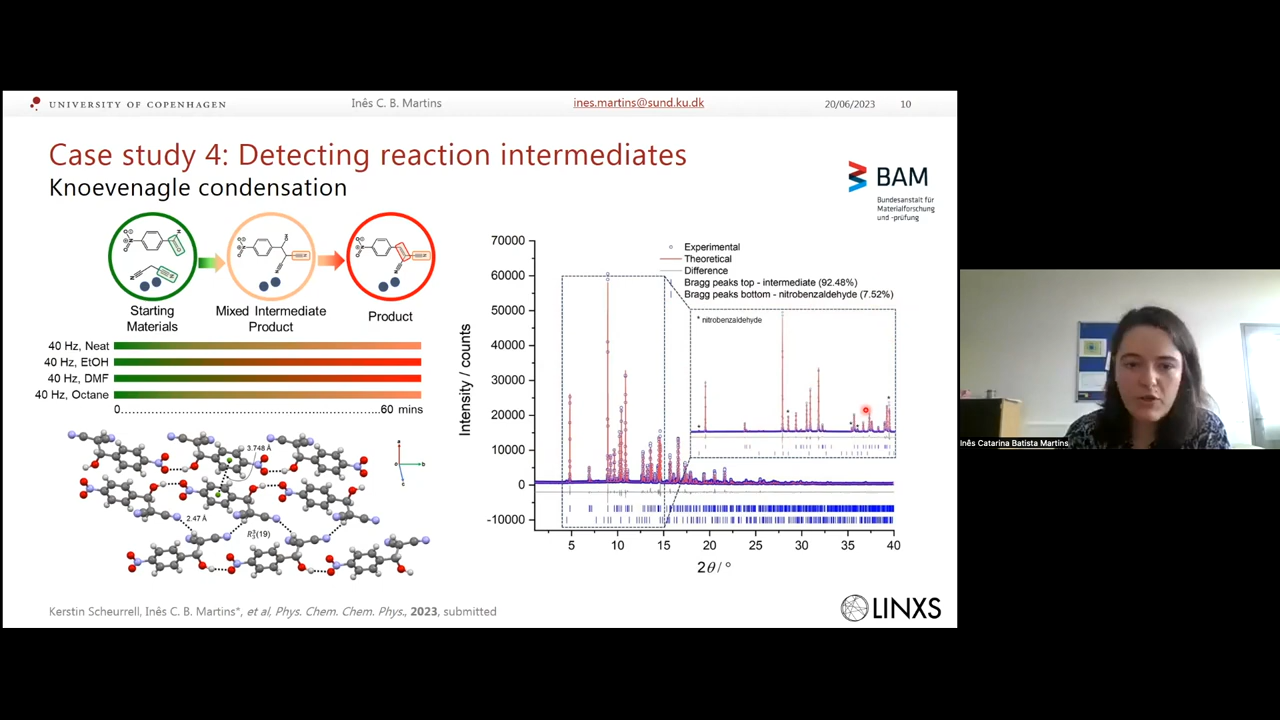 UNIVERSITY OF COPENHAGEN
Inês C. B. Martins
ines.martins@sund.ku.dk
20/06/2023
10
Case study 4: Detecting reaction intermediates
Knoevenagle condensation
BAM
Bundesanstalt für
Materialforschung
und -prüfung
Starting
Materials
Mixed Intermediate
Product
Product
40 Hz, Neat
40 Hz, EtOH
40 Hz, DMF
40 Hz, Octane
0
60 mins
3.748 Å
2.47 Å
a
b
c
Intensity / counts
70000
60000
50000
40000
30000
20000
10000
0
-10000
Experimental
Theoretical
Difference
Bragg peaks top - intermediate (92.48%)
Bragg peaks bottom - nitrobenzaldehyde (7.52%)
* nitrobenzaldehyde
5
10
15
20
25
30
35
40
2θ / °
Kerstin Scheurrell, Inês C. B. Martins*, et al, Phys. Chem. Chem. Phys., 2023, submitted
LINXS
Inês Catarina Batista Martins